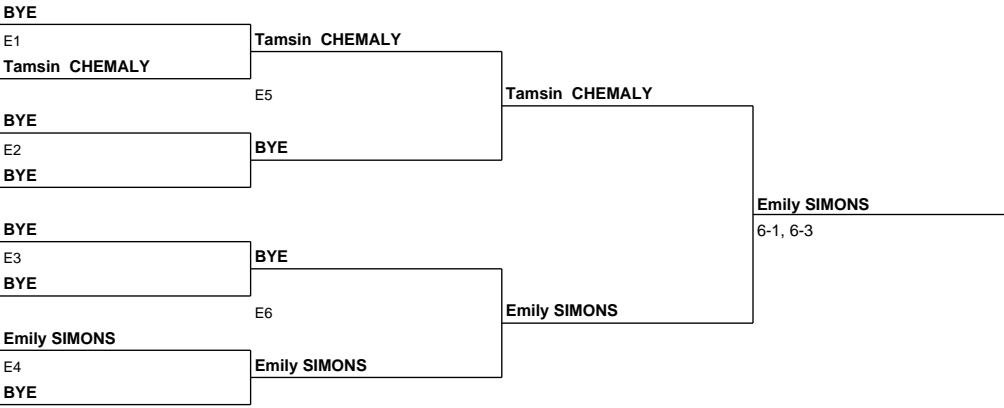 BYE
E1
Tamsin CHEMALY
Tamsin CHEMALY
E5
BYE
E2
BYE
BYE
Tamsin CHEMALY
BYE
E3
BYE
BYE
E6
Emily SIMONS
E4
BYE
Emily SIMONS
Emily SIMONS
Emily SIMONS
6-1, 6-3